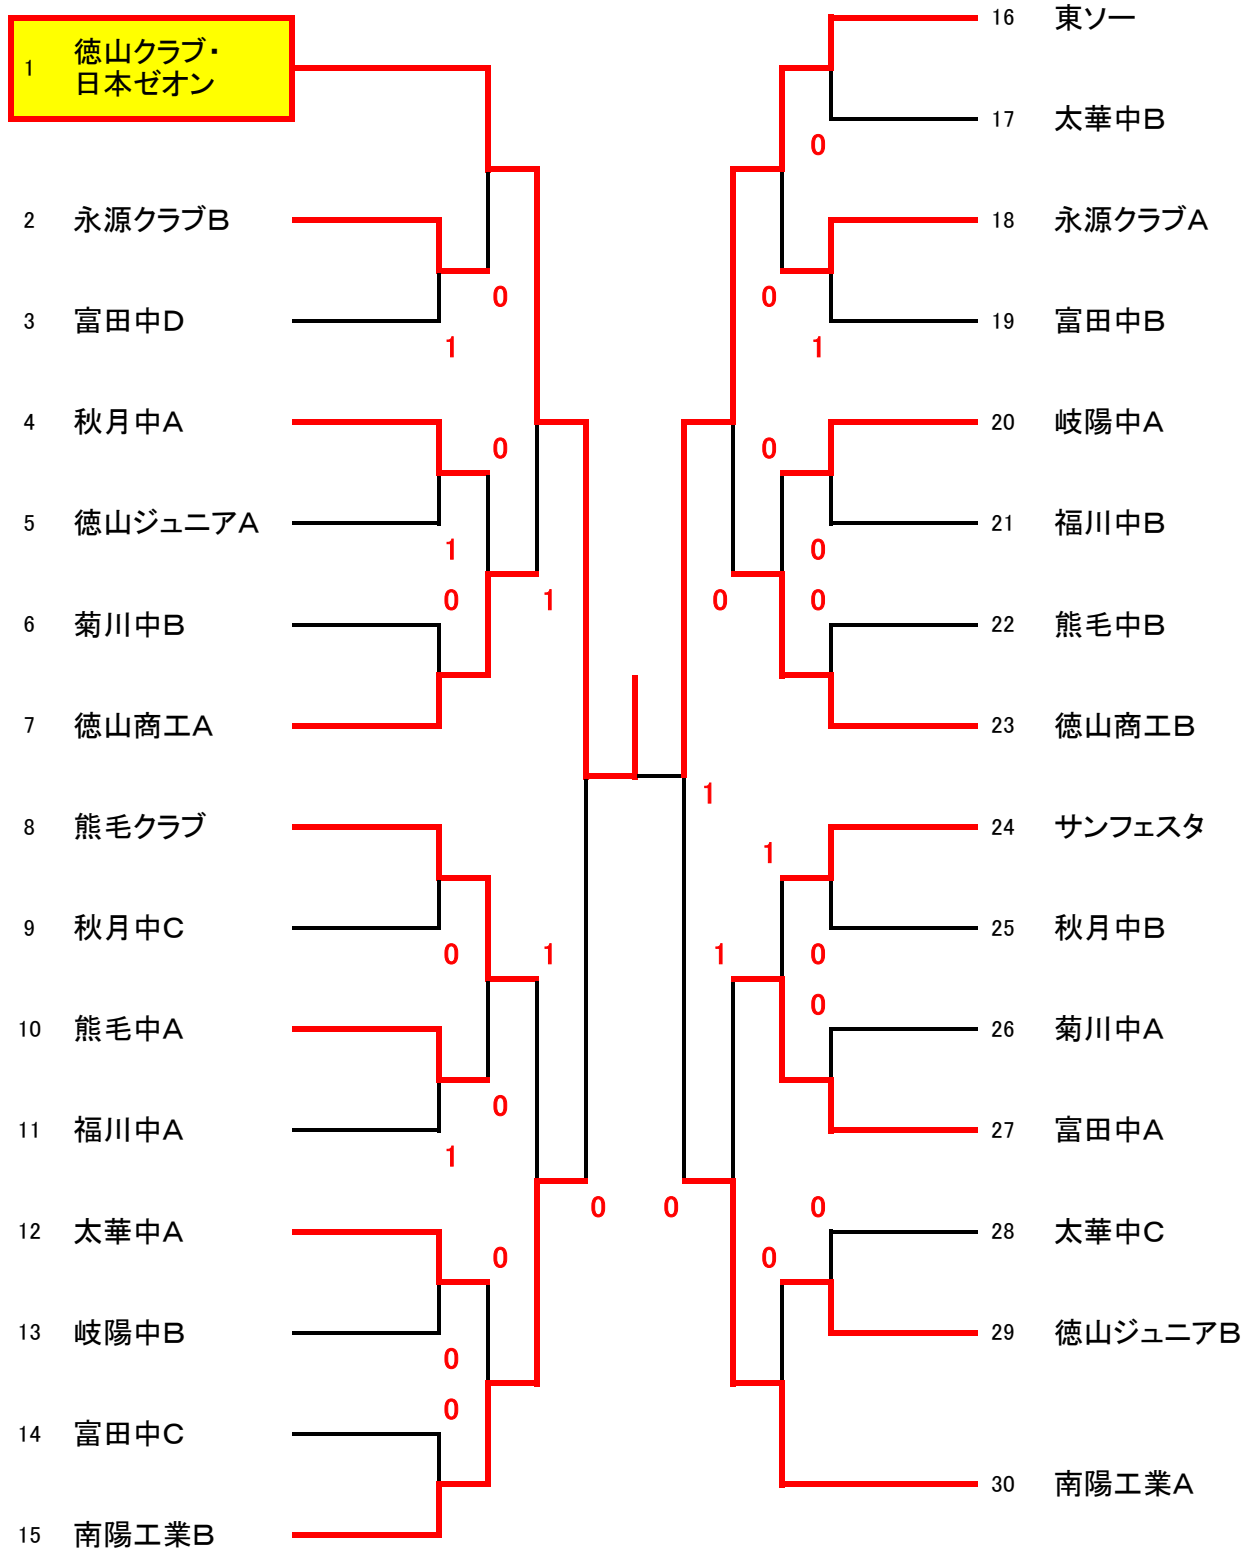 1 徳山クラブ・
日本ゼオン
2 永源クラブB
3 富田中D
4 秋月中A
5 徳山ジュニアA
6 菊川中B
7 徳山商工A
8 熊毛クラブ
9 秋月中C
10 熊毛中A
11 福川中A
12 太華中A
13 岐陽中B
14 富田中C
15 南陽工業B
0
1
0
1
0
1
1
0
0
1
0
0
0
0
16 東ソー
17 太華中B
18 永源クラブA
19 富田中B
20 岐陽中A
21 福川中B
22 熊毛中B
23 徳山商工B
24 サンフェスタ
25 秋月中B
26 菊川中A
27 富田中A
28 太華中C
29 徳山ジュニアB
30 南陽工業A
0
0
1
0
0
0
0
1
1
1
0
0
0
0
0